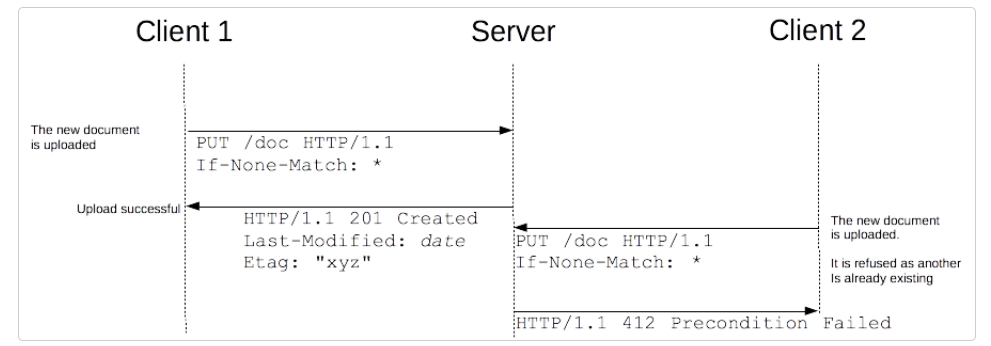 Client 1
Server
Client 2
The new document
is uploaded
PUT /doc HTTP/1.1
If-None-Match: *
Upload successful
HTTP/1.1 201 Created
Last-Modified: date
Etag: "xyz"
The new document
is uploaded.
It is refused as another
Is already existing
PUT /doc HTTP/1.1
If-None-Match: *
HTTP/1.1 412 Precondition Failed